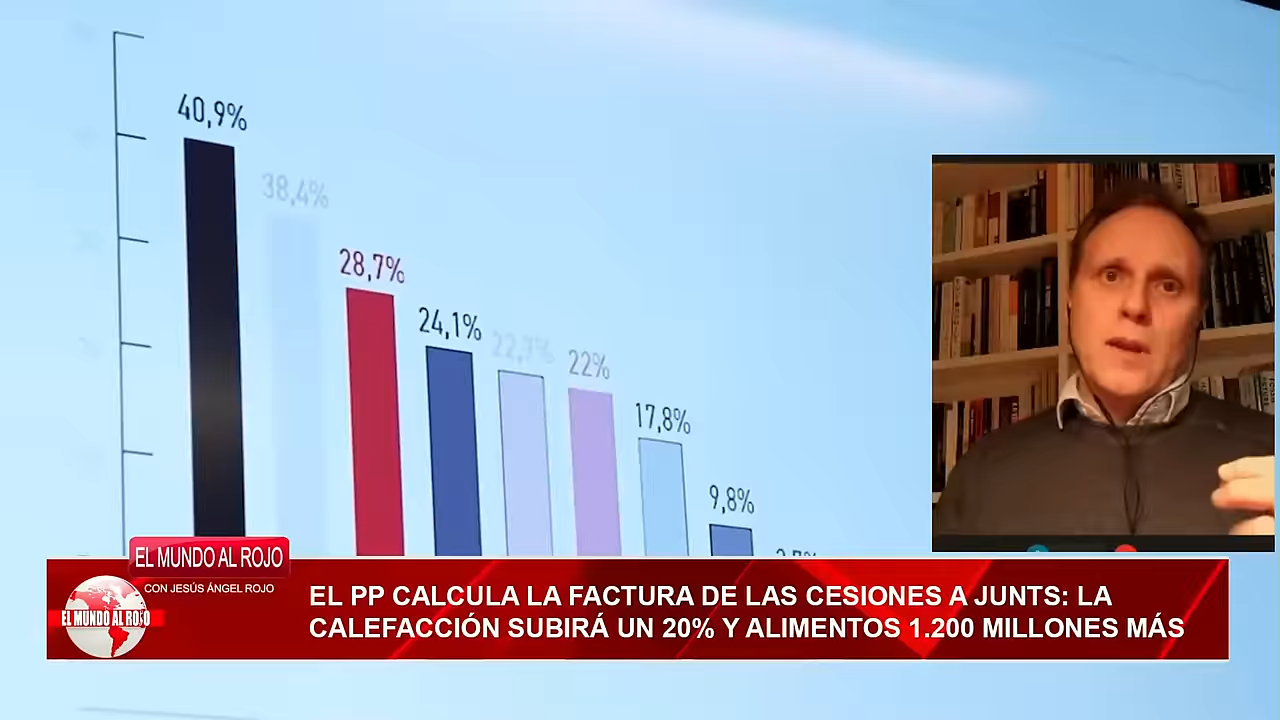 40,9%
38,4%
28,7%
24,1%
22%
17,8%
9,8%
EL MUNDO AL ROJO
CON JESÚS ÁNGEL ROJO
EL MUNDO AL ROJO
EL PP CALCULA LA FACTURA DE LAS CESIONES A JUNTS: LA
CALEFACCIÓN SUBIRÁ UN 20% Y ALIMENTOS 1.200 MILLONES MÁS